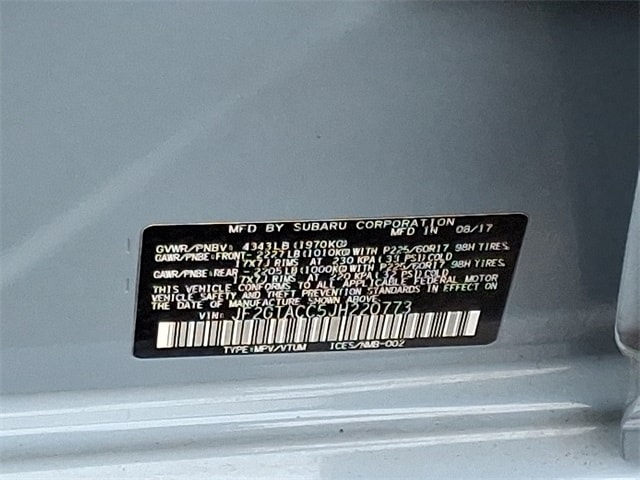 MFD BY SUBARU CORPORATION
MFD IN 08/17
GVWR/PNBV 4343LB (1970KG)
GAWR/PNBE:FRONT- 2227LB (1010KG) WITH P225/60R17 98H TIRES.
17X7J RIMS AT 230 KPA (33 PSI) COLD
GAWR/PNBE:REAR - 2205LB (1000KG) WITH P225/60R17 98H TIRES.
17X7J RIMS AT 220 KPA (32 PSI) COLD
THIS VEHICLE CONFORMS TO ALL APPLICABLE FEDERAL MOTOR
VEHICLE SAFETY AND BUMPER STANDARDS IN EFFECT ON
THE DATE OF MANUFACTURE SHOWN ABOVE.
VIN: JF2GTACC5JH220773
TYPE:MPV/VTUM ICES/NMB-002